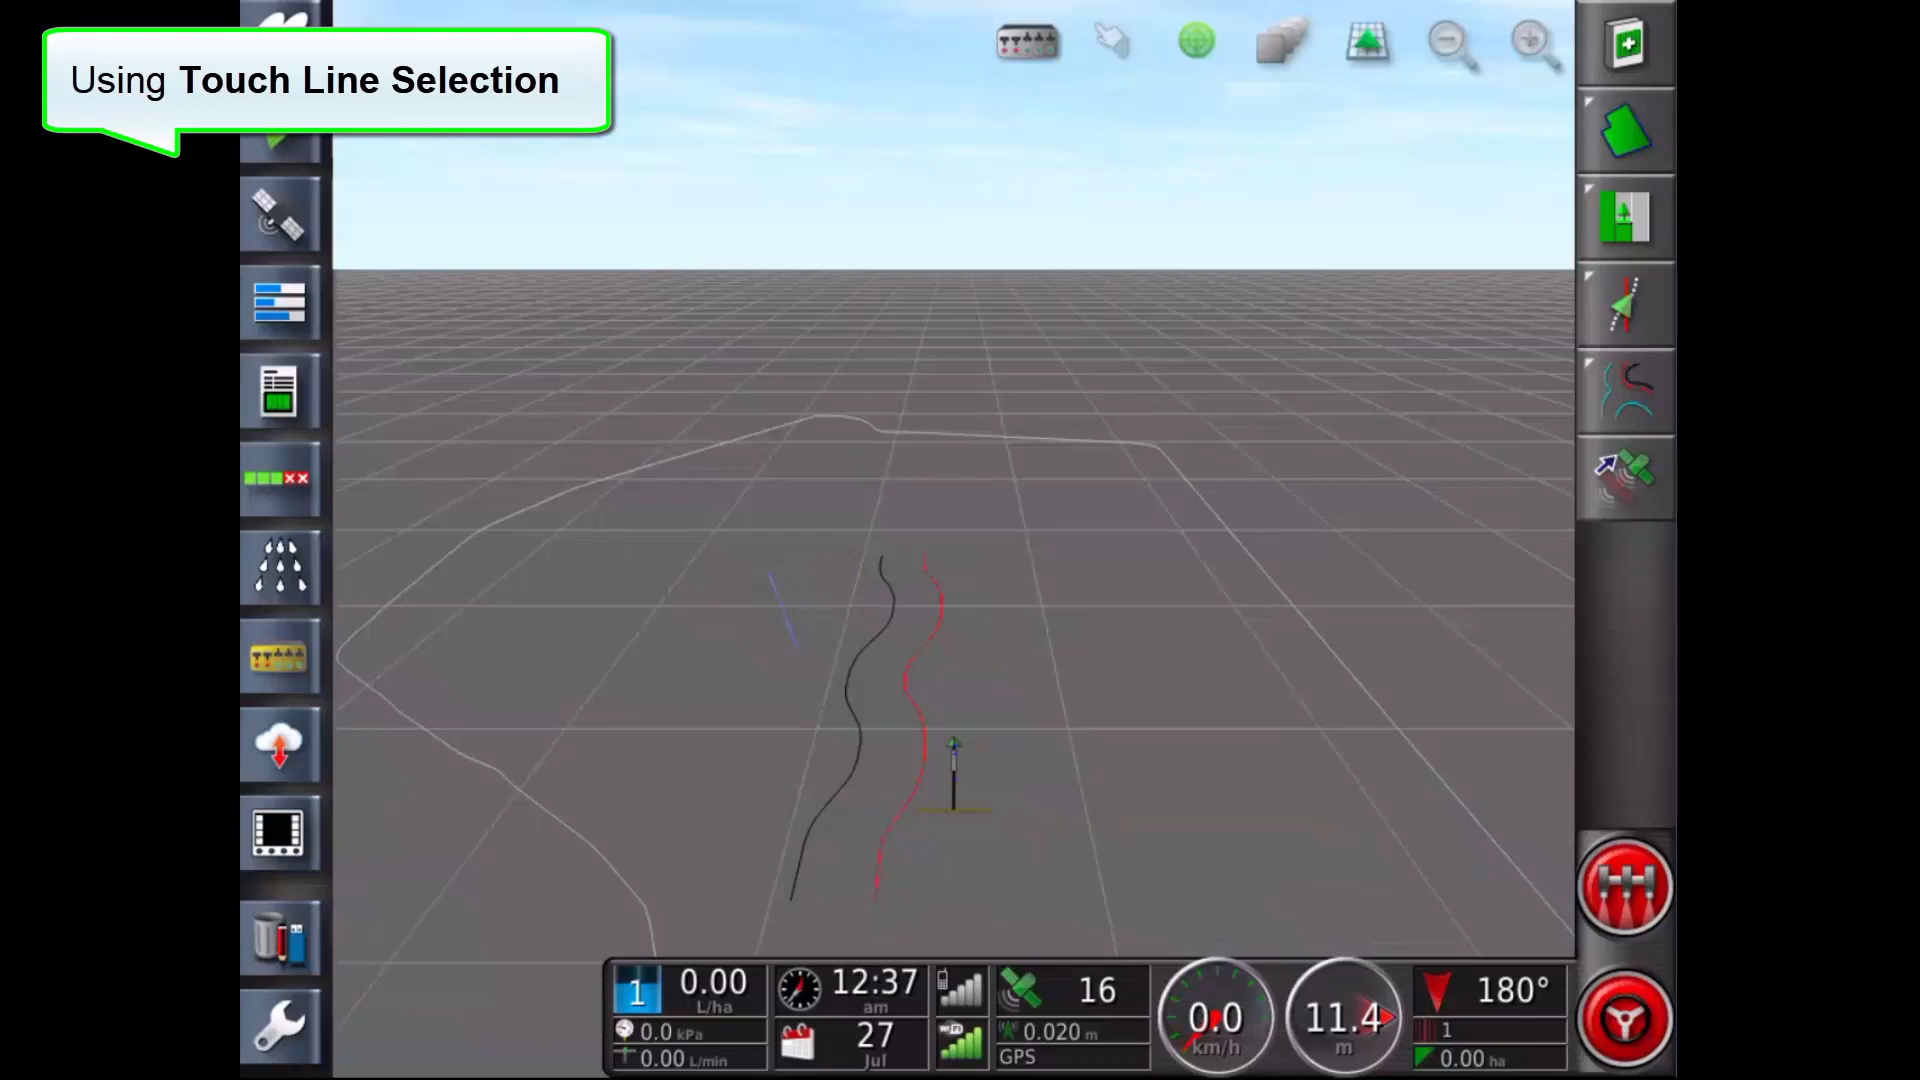 Using Touch Line Selection
1
0.00
L/ha
0.0 kPa
0.00 L/min
12:37
am
27
Jul
WiFi
16
0.020 m
GPS
0.0
km/h
11.4
m
180°
1
0.00 ha